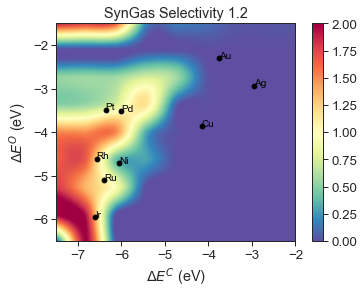 SynGas Selectivity 1.2
ΔE^O (eV)
−2
−3
−4
−5
−6
Au
Ag
Cu
Pt
Pd
Rh
Ni
Ru
Ir
−7
−6
−5
−4
−3
−2
ΔE^C (eV)
2.00
1.75
1.50
1.25
1.00
0.75
0.50
0.25
0.00